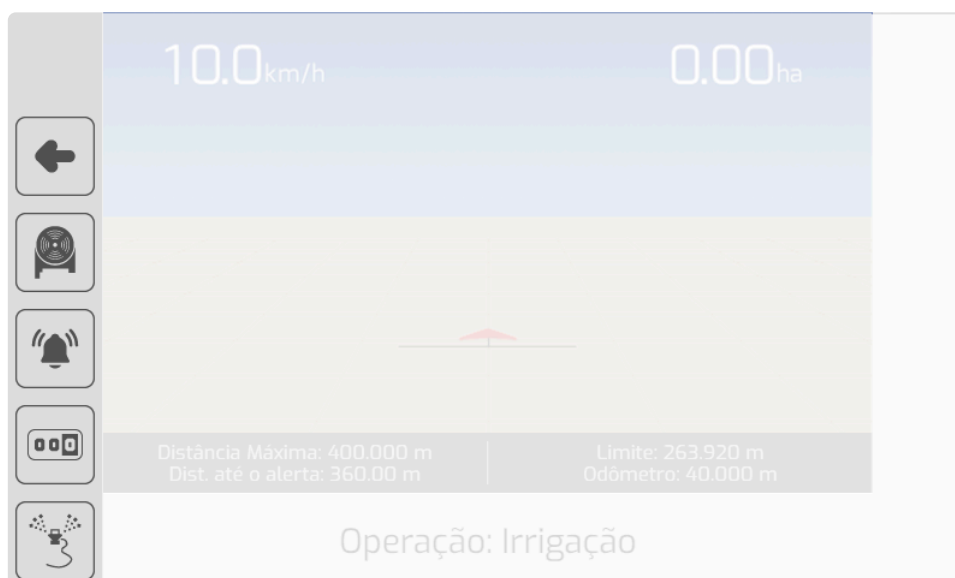 10.0km/h
0.00ha
000
Distância Máxima: 400.000 m
Dist. até o alerta: 360.00 m
Limite: 263.920 m
Odômetro: 40.000 m
Operação: Irrigação